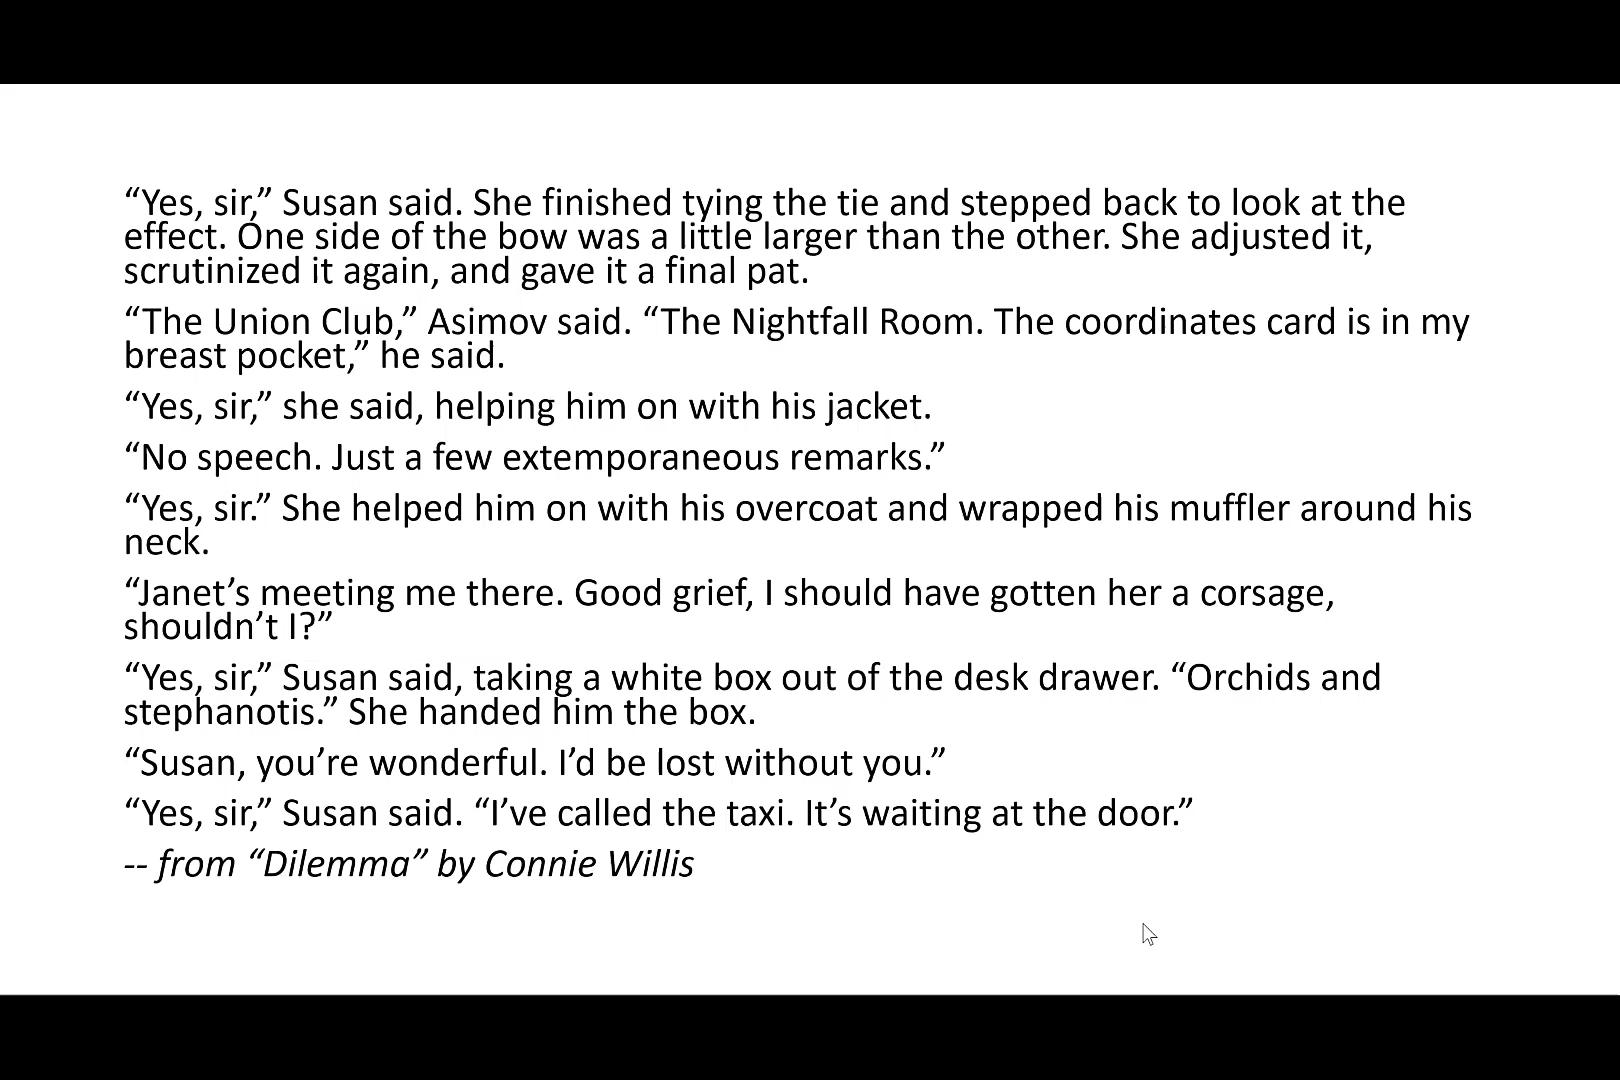 “Yes, sir,” Susan said. She finished tying the tie and stepped back to look at the
effect. One side of the bow was a little larger than the other. She adjusted it,
scrutinized it again, and gave it a final pat.
“The Union Club,” Asimov said. “The Nightfall Room. The coordinates card is in my
breast pocket,” he said.
“Yes, sir,” she said, helping him on with his jacket.
“No speech. Just a few extemporaneous remarks.”
“Yes, sir.” She helped him on with his overcoat and wrapped his muffler around his
neck.
“Janet’s meeting me there. Good grief, I should have gotten her a corsage,
shouldn’t I?”
“Yes, sir,” Susan said, taking a white box out of the desk drawer. “Orchids and
stephanotis.” She handed him the box.
“Susan, you’re wonderful. I’d be lost without you.”
“Yes, sir,” Susan said. “I’ve called the taxi. It’s waiting at the door.”
-- from “Dilemma” by Connie Willis